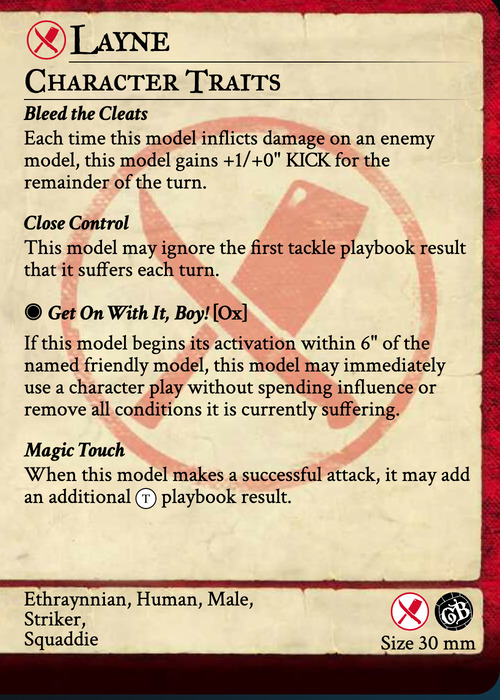 Layne
Character Traits
Bleed the Cleats
Each time this model inflicts damage on an enemy
model, this model gains +1/+0" KICK for the
remainder of the turn.
Close Control
This model may ignore the first tackle playbook result
that it suffers each turn.
Get On With It, Boy! [Ox]
If this model begins its activation within 6" of the
named friendly model, this model may immediately
use a character play without spending influence or
remove all conditions it is currently suffering.
Magic Touch
When this model makes a successful attack, it may add
an additional T playbook result.
Ethraynnian, Human, Male,
Striker,
Squaddie
GB
Size 30 mm